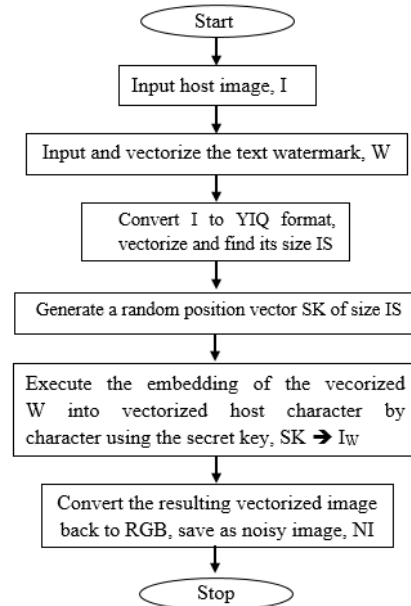 Start
Input host image, I
Input and vectorize the text watermark, W
Convert I to YIQ format,
vectorize and find its size IS
Generate a random position vector SK of size IS
Execute the embedding of the vecorized
W into vectorized host character by
character using the secret key, SK ➔ IW
Convert the resulting vectorized image
back to RGB, save as noisy image, NI
Stop